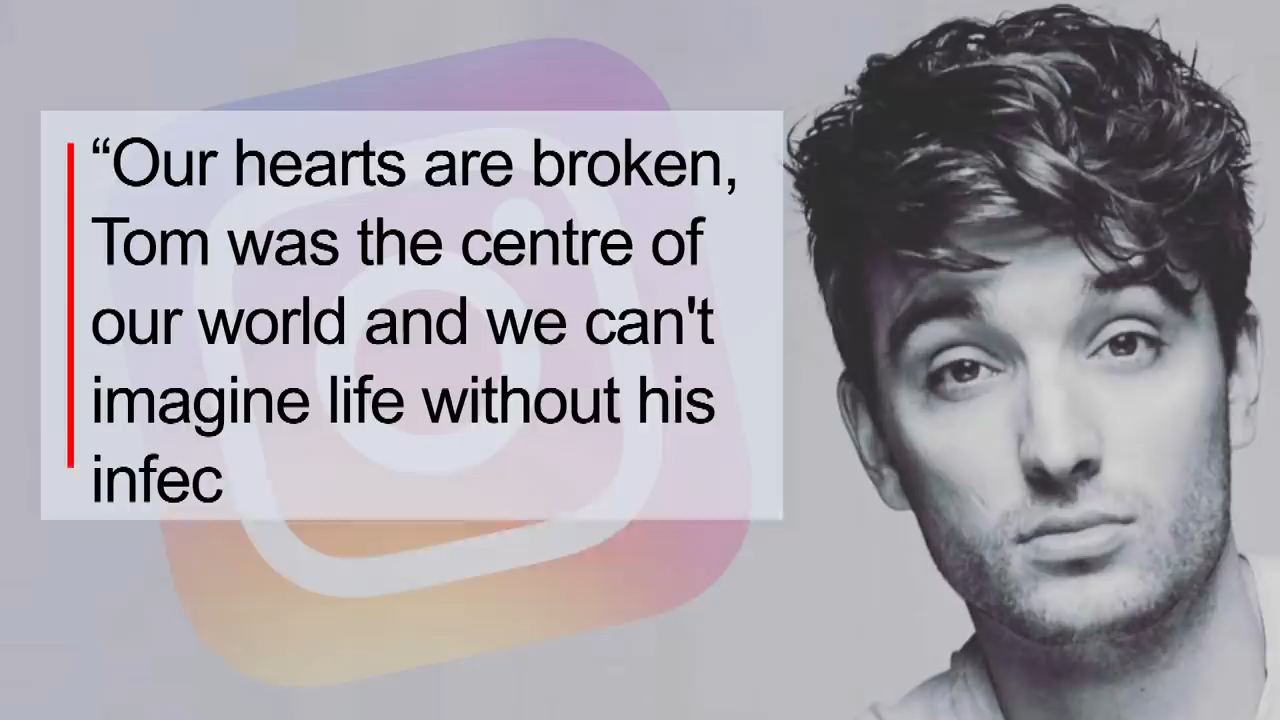 “Our hearts are broken,
Tom was the centre of
our world and we can't
imagine life without his
infec